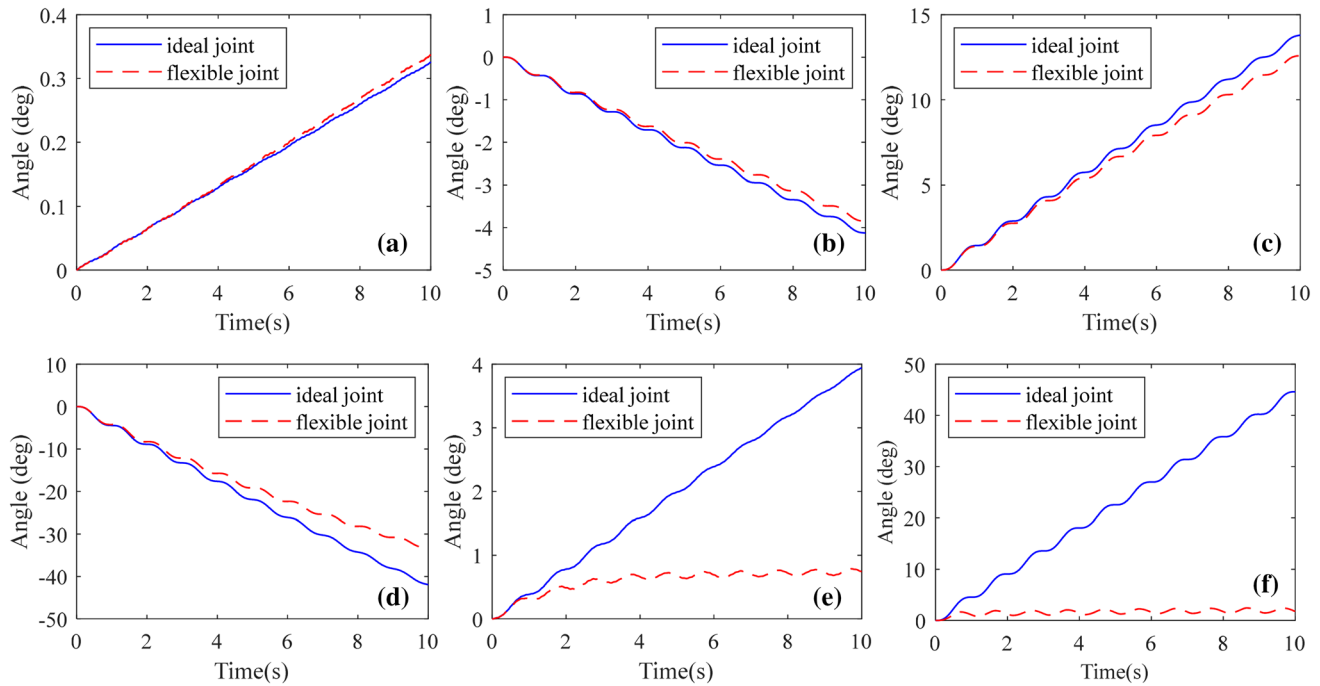 0.4
0.3
0.2
0.1
0
Angle (deg)
ideal joint
flexible joint
(a)
0 2 4 6 8 10
Time(s)
1
0
-1
-2
-3
-4
-5
Angle (deg)
ideal joint
flexible joint
(b)
0 2 4 6 8 10
Time(s)
15
10
5
0
Angle (deg)
ideal joint
flexible joint
(c)
0 2 4 6 8 10
Time(s)
10
0
-10
-20
-30
-40
-50
Angle (deg)
ideal joint
flexible joint
(d)
0 2 4 6 8 10
Time(s)
4
3
2
1
0
Angle (deg)
ideal joint
flexible joint
(e)
0 2 4 6 8 10
Time(s)
50
40
30
20
10
0
Angle (deg)
ideal joint
flexible joint
(f)
0 2 4 6 8 10
Time(s)